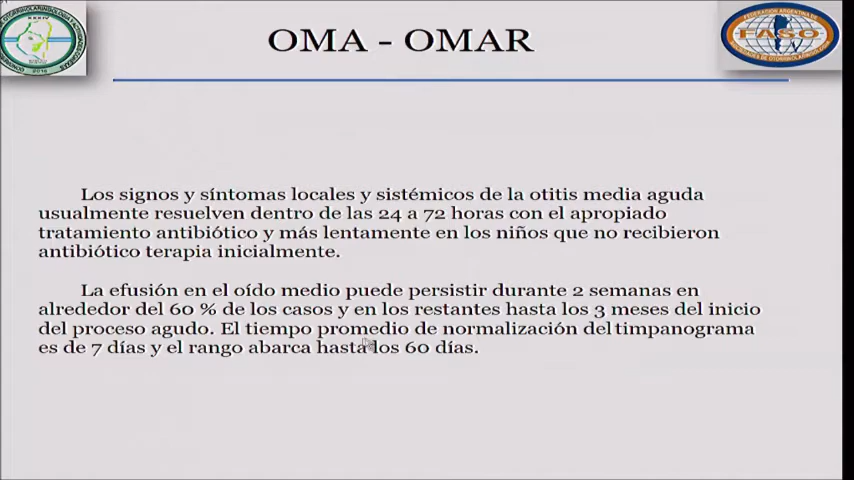 OMA - OMAR
FASO
Los signos y síntomas locales y sistémicos de la otitis media aguda
usualmente resuelven dentro de las 24 a 72 horas con el apropiado
tratamiento antibiótico y más lentamente en los niños que no recibieron
antibiótico terapia inicialmente.
La efusión en el oído medio puede persistir durante 2 semanas en
alrededor del 60 % de los casos y en los restantes hasta los 3 meses del inicio
del proceso agudo. El tiempo promedio de normalización del timpanograma
es de 7 días y el rango abarca hasta los 60 días.